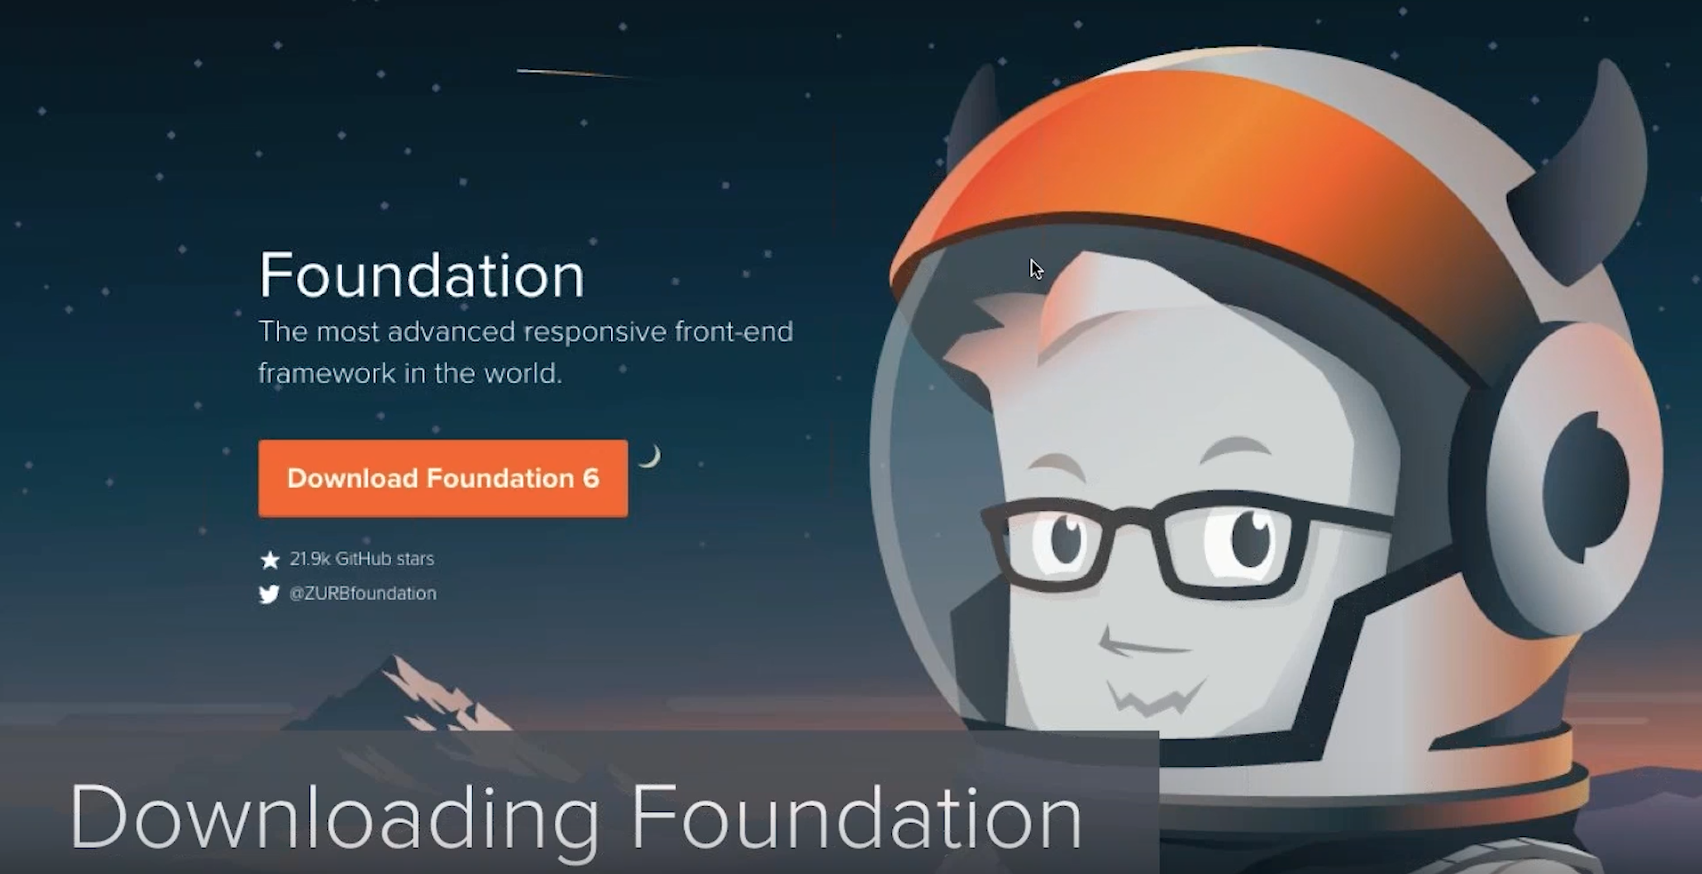 Foundation
The most advanced responsive front-end
framework in the world.
Download Foundation 6
21.9k GitHub stars
@ZURBfoundation
Downloading Foundation